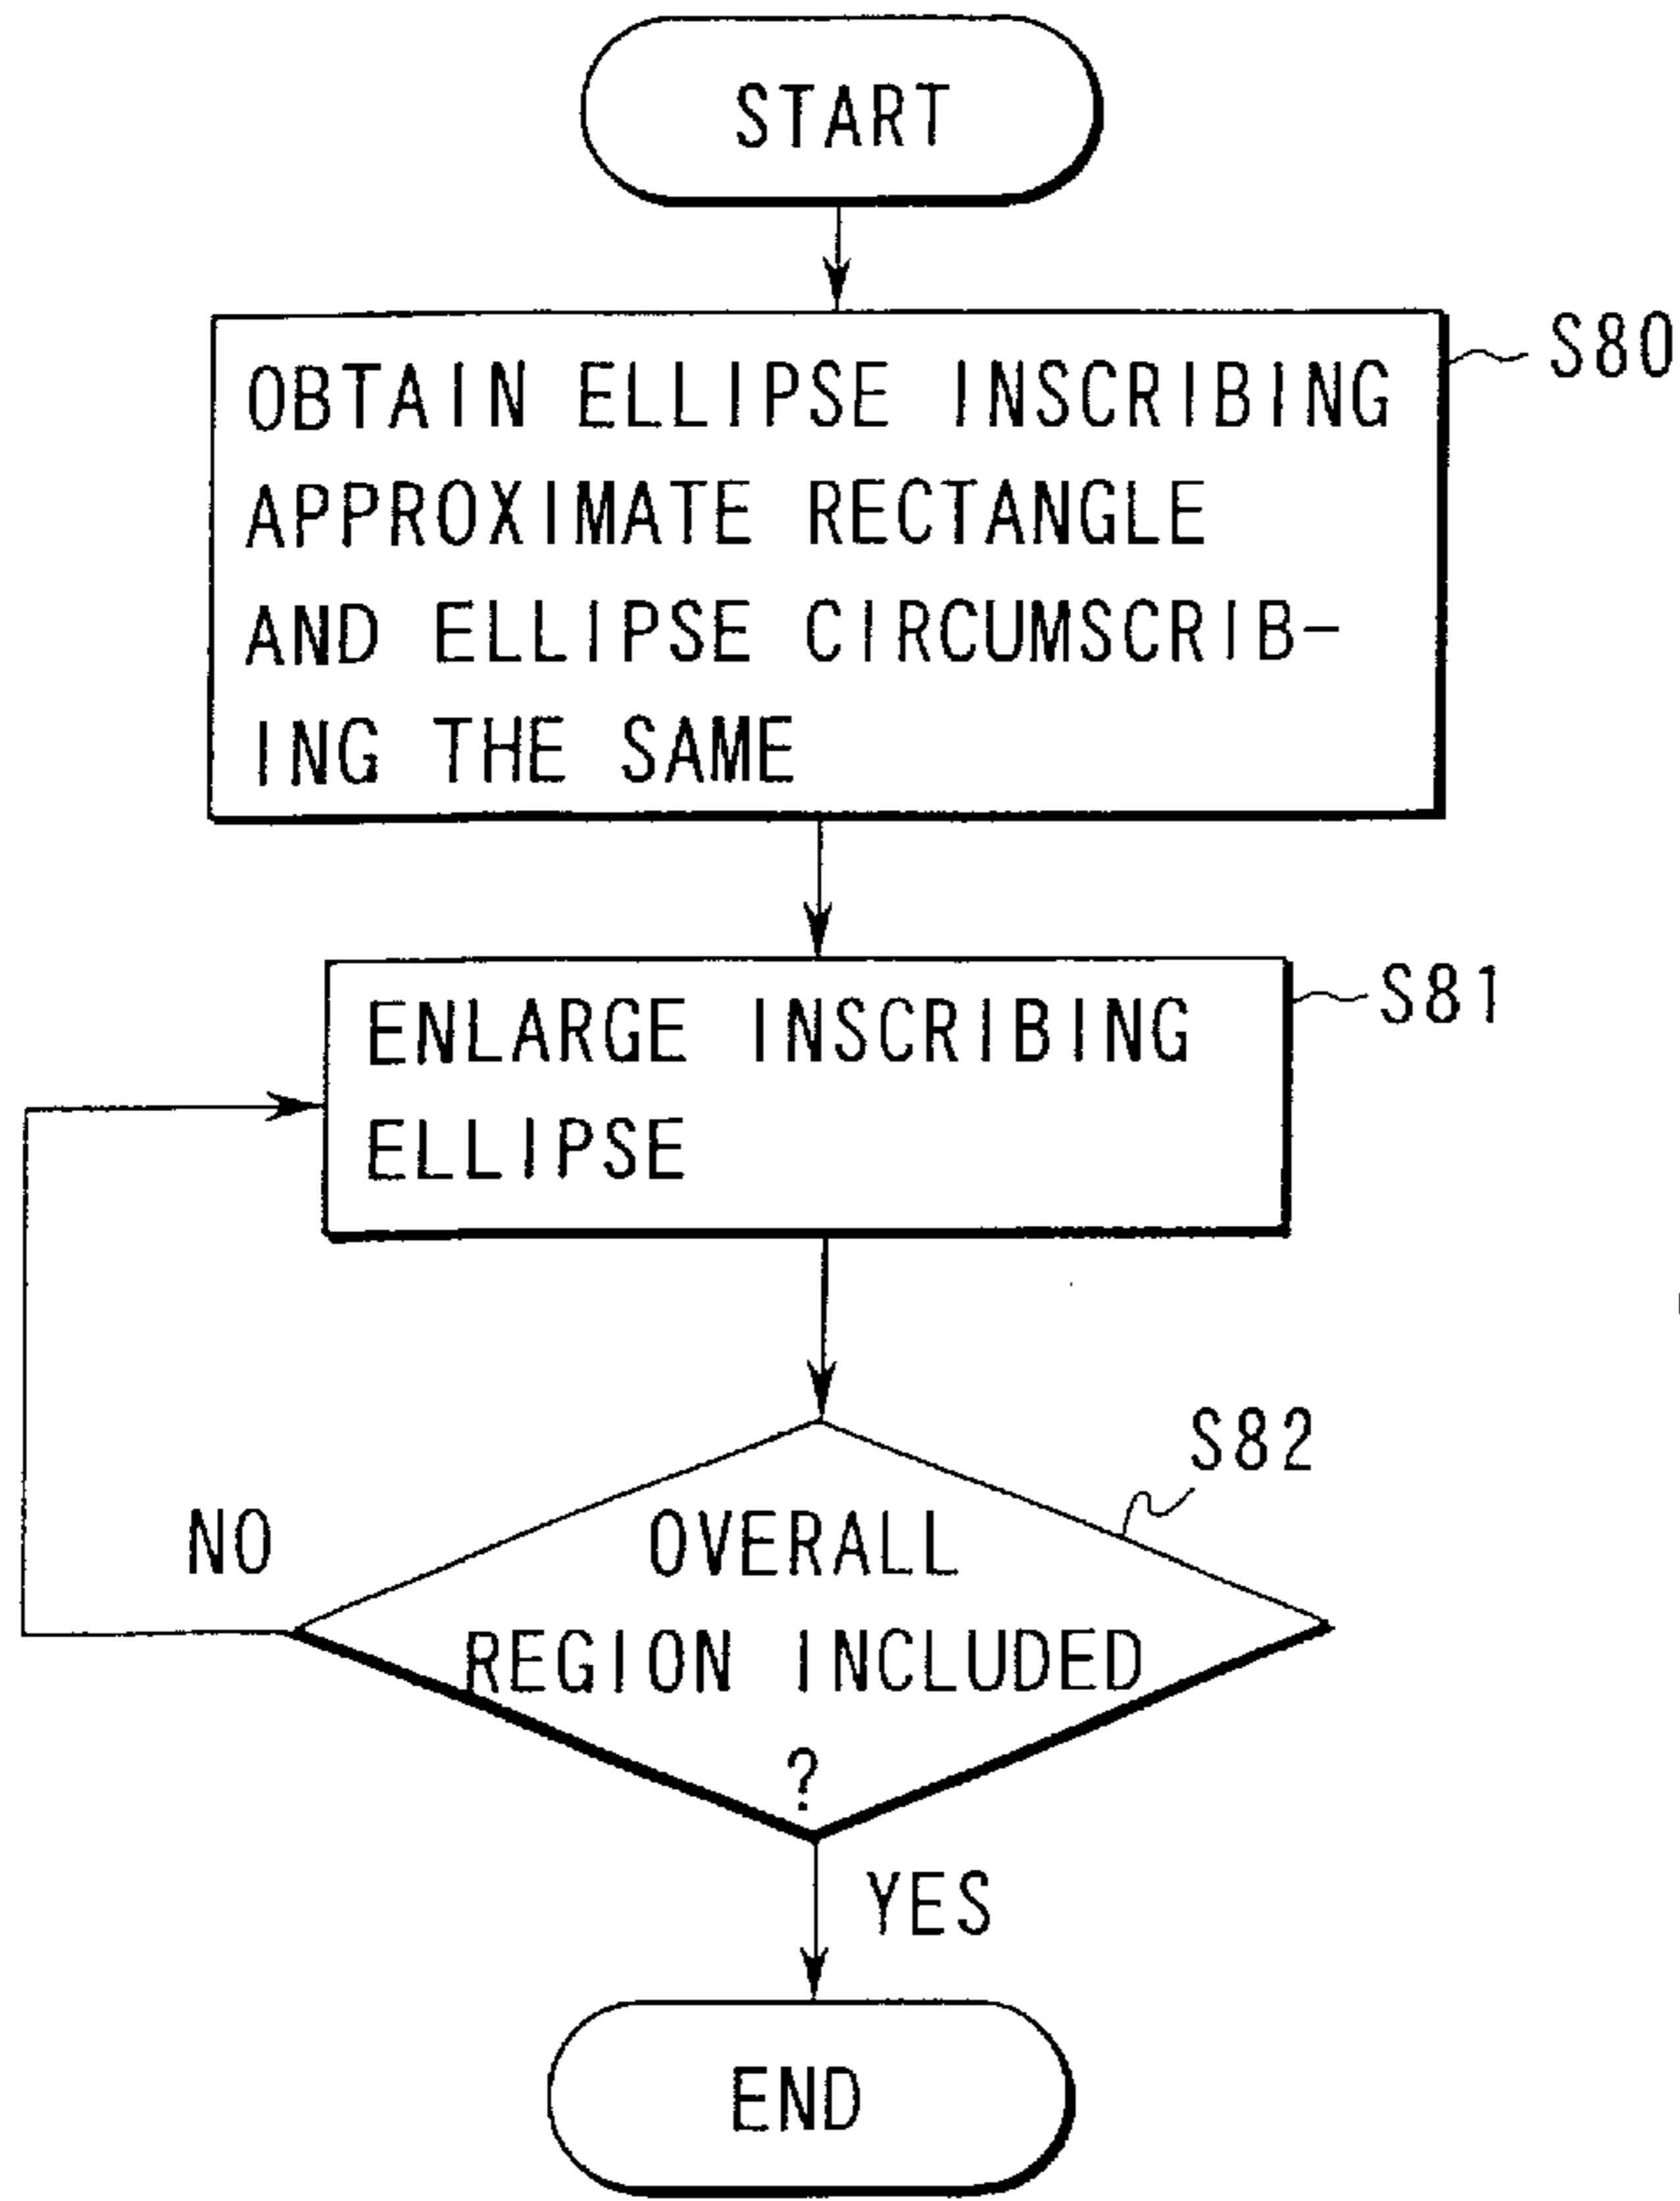 START
OBTAIN ELLIPSE INSCRIBING
APPROXIMATE RECTANGLE
AND ELLIPSE CIRCUMSCRIB-
ING THE SAME
S80
ENLARGE INSCRIBING
ELLIPSE
S81
S82
NO
OVERALL
REGION INCLUDED
?
YES
END